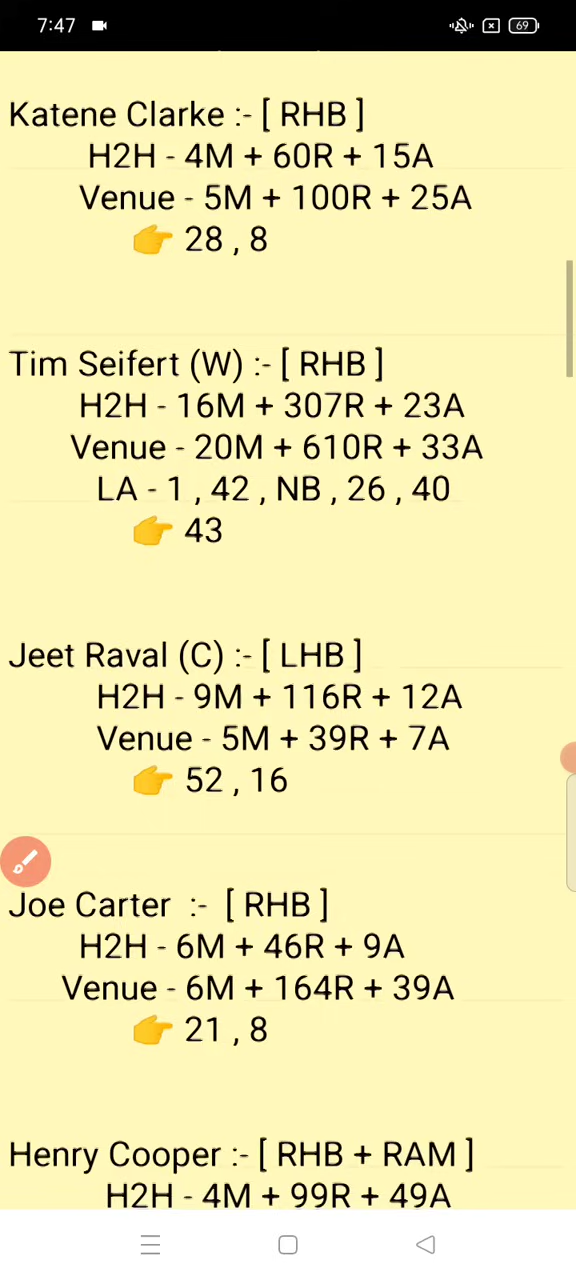 7:47 69
Katene Clarke :- [ RHB ]
H2H - 4M + 60R + 15A
Venue - 5M + 100R + 25A
👉 28 , 8
Tim Seifert (W) :- [ RHB ]
H2H - 16M + 307R + 23A
Venue - 20M + 610R + 33A
LA - 1 , 42 , NB , 26 , 40
👉 43
Jeet Raval (C) :- [ LHB ]
H2H - 9M + 116R + 12A
Venue - 5M + 39R + 7A
👉 52 , 16
Joe Carter :- [ RHB ]
H2H - 6M + 46R + 9A
Venue - 6M + 164R + 39A
👉 21 , 8
Henry Cooper :- [ RHB + RAM ]
H2H - 4M + 99R + 49A